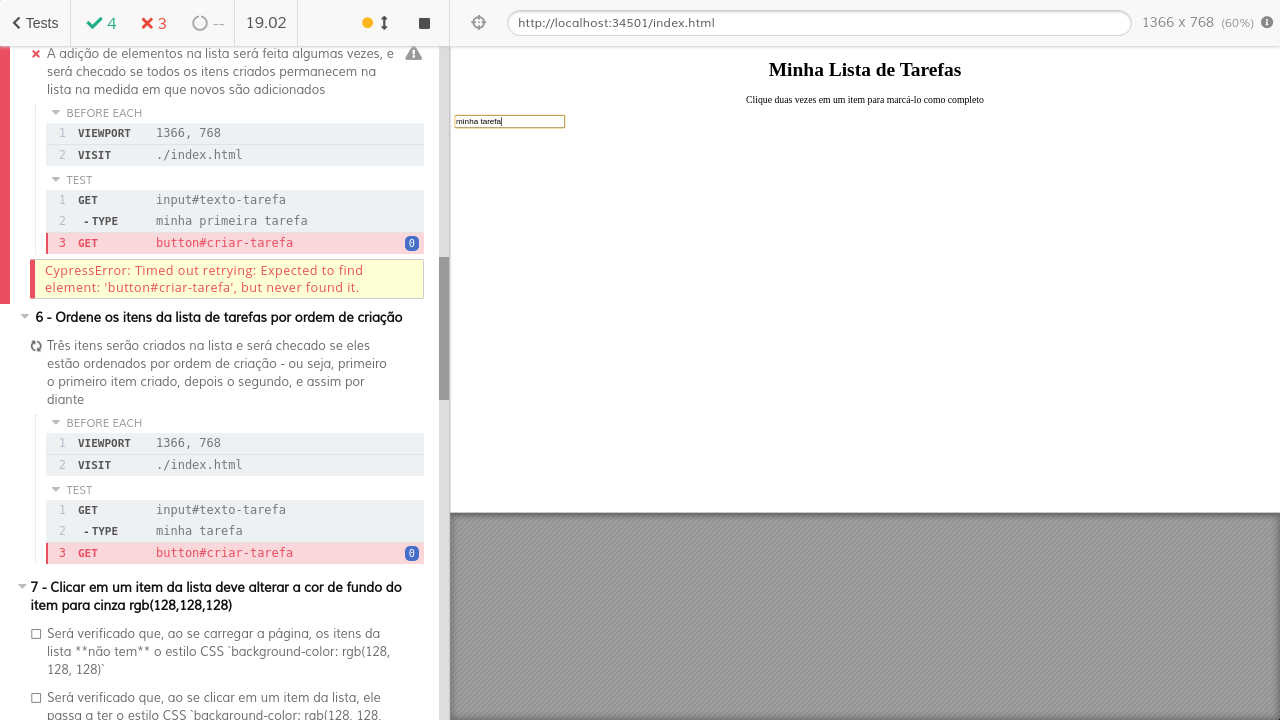 Tests 4 3 -- 19.02 http://localhost:34501/index.html 1366 x 768 (60%)
A adição de elementos na lista será feita algumas vezes, e
será checado se todos os itens criados permanecem na
lista na medida em que novos são adicionados
BEFORE EACH
1 VIEWPORT 1366, 768
2 VISIT ./index.html
TEST
1 GET input#texto-tarefa
2 - TYPE minha primeira tarefa
3 GET button#criar-tarefa 0
CypressError: Timed out retrying: Expected to find
element: 'button#criar-tarefa', but never found it.
6 - Ordene os itens da lista de tarefas por ordem de criação
Três itens serão criados na lista e será checado se eles
estão ordenados por ordem de criação - ou seja, primeiro
o primeiro item criado, depois o segundo, e assim por
diante
BEFORE EACH
1 VIEWPORT 1366, 768
2 VISIT ./index.html
TEST
1 GET input#texto-tarefa
2 - TYPE minha tarefa
3 GET button#criar-tarefa 0
7 - Clicar em um item da lista deve alterar a cor de fundo do
item para cinza rgb(128,128,128)
Será verificado que, ao se carregar a página, os itens da
lista **não tem** o estilo CSS `background-color: rgb(128,
128, 128)`
Será verificado que, ao se clicar em um item da lista, ele
passa a ter o estilo CSS `background-color: rgb(128, 128,
Minha Lista de Tarefas
Clique duas vezes em um item para marcá-lo como completo
minha tarefa